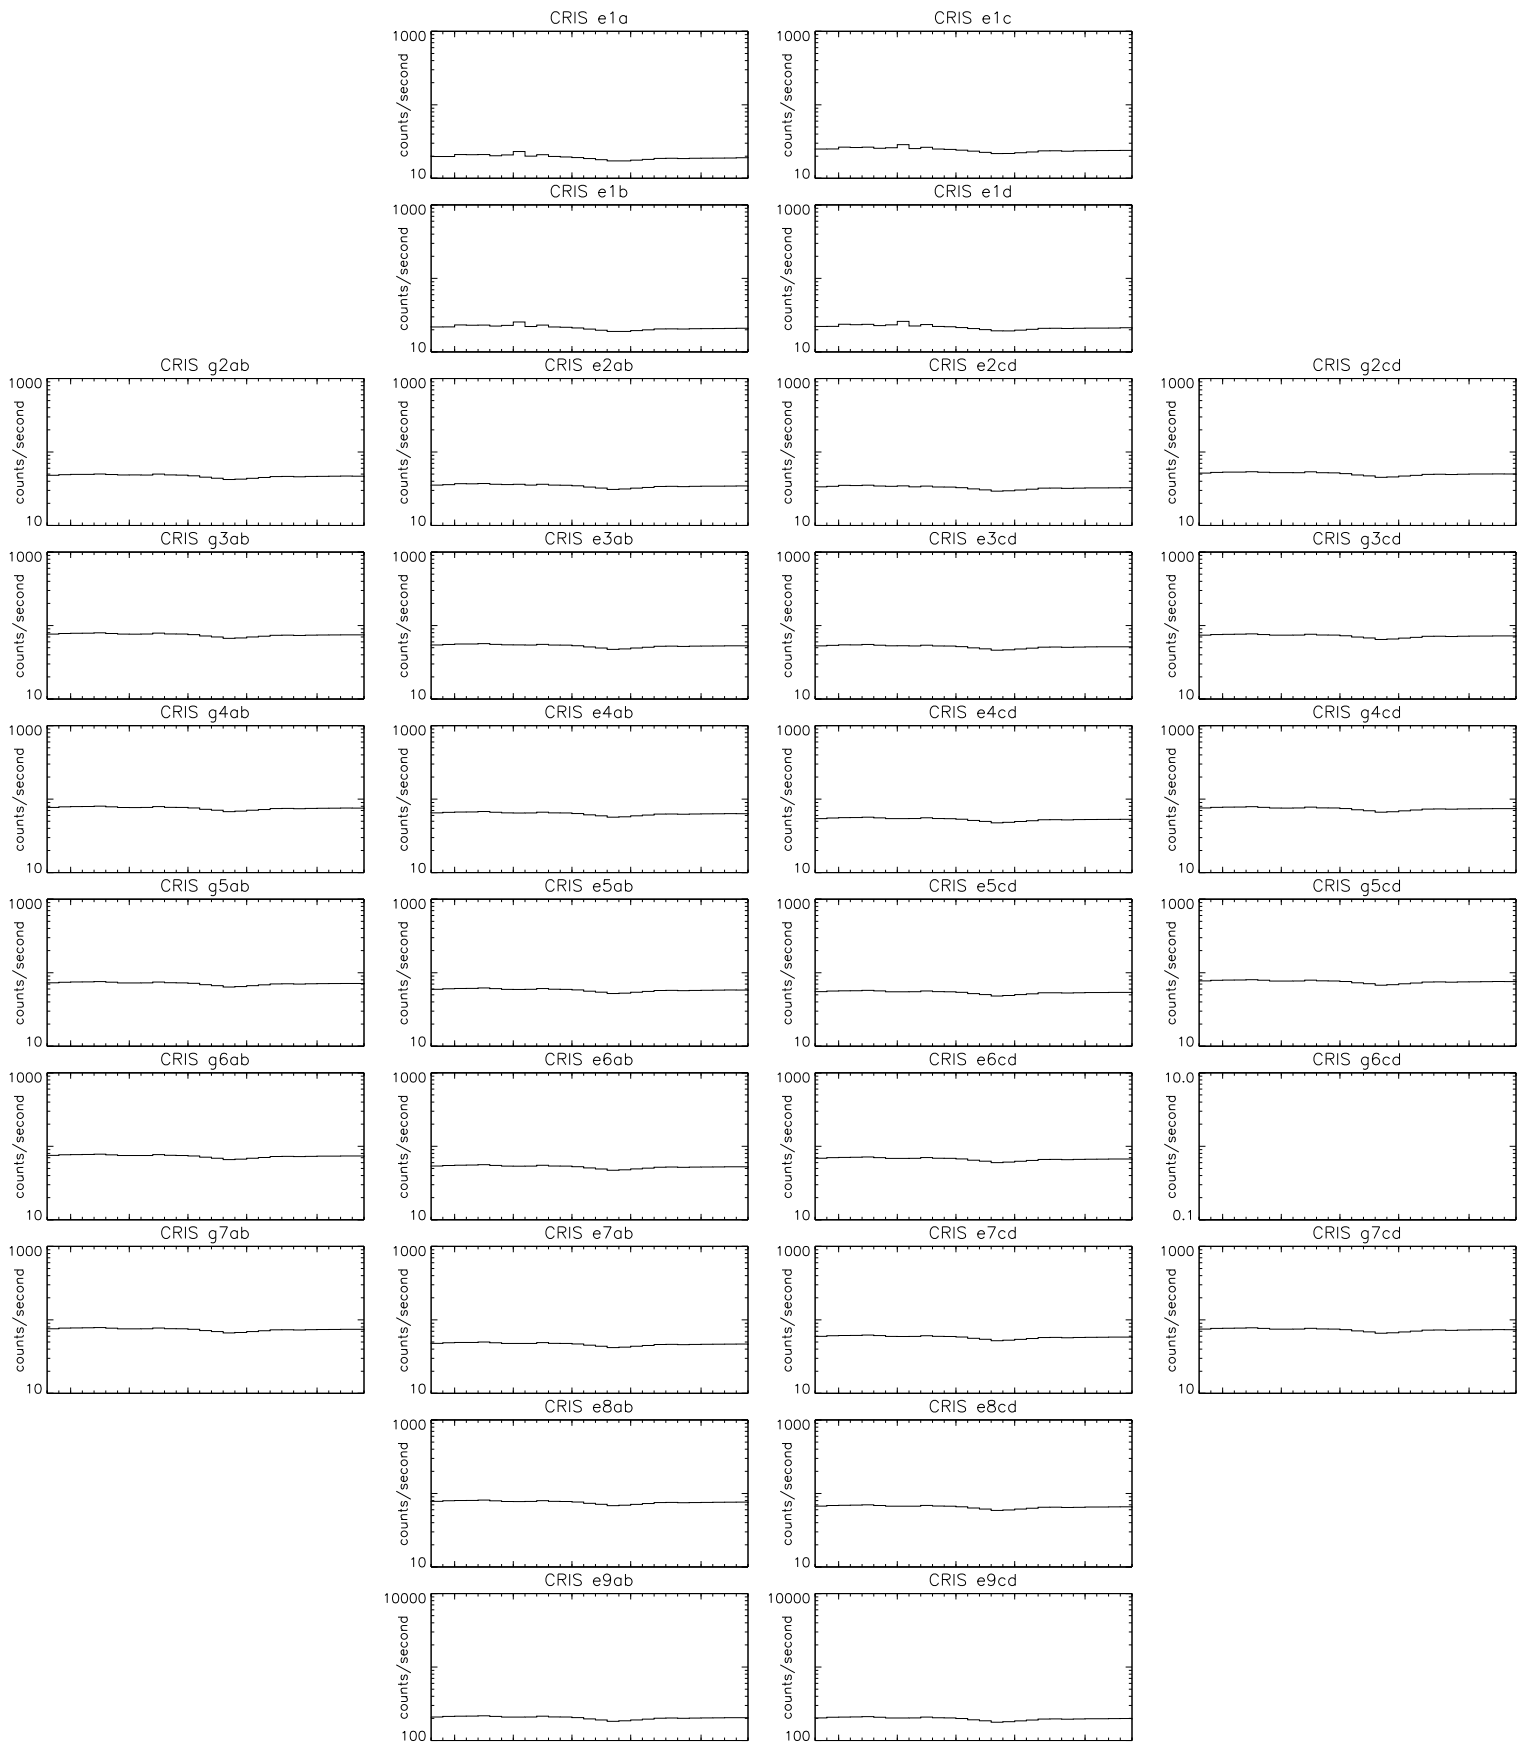 CRIS e1a
CRIS e1c
1000
counts/second
10
1000
counts/second
10
CRIS e1b
CRIS e1d
1000
counts/second
10
1000
counts/second
10
CRIS g2ab
CRIS e2ab
CRIS e2cd
CRIS g2cd
1000
counts/second
10
1000
counts/second
10
1000
counts/second
10
1000
counts/second
10
CRIS g3ab
CRIS e3ab
CRIS e3cd
CRIS g3cd
1000
counts/second
10
1000
counts/second
10
1000
counts/second
10
1000
counts/second
10
CRIS g4ab
CRIS e4ab
CRIS e4cd
CRIS g4cd
1000
counts/second
10
1000
counts/second
10
1000
counts/second
10
1000
counts/second
10
CRIS g5ab
CRIS e5ab
CRIS e5cd
CRIS g5cd
1000
counts/second
10
1000
counts/second
10
1000
counts/second
10
1000
counts/second
10
CRIS g6ab
CRIS e6ab
CRIS e6cd
CRIS g6cd
1000
counts/second
10
1000
counts/second
10
1000
counts/second
10
10.0
counts/second
0.1
CRIS g7ab
CRIS e7ab
CRIS e7cd
CRIS g7cd
1000
counts/second
10
1000
counts/second
10
1000
counts/second
10
1000
counts/second
10
CRIS e8ab
CRIS e8cd
1000
counts/second
10
1000
counts/second
10
CRIS e9ab
CRIS e9cd
10000
counts/second
100
10000
counts/second
100